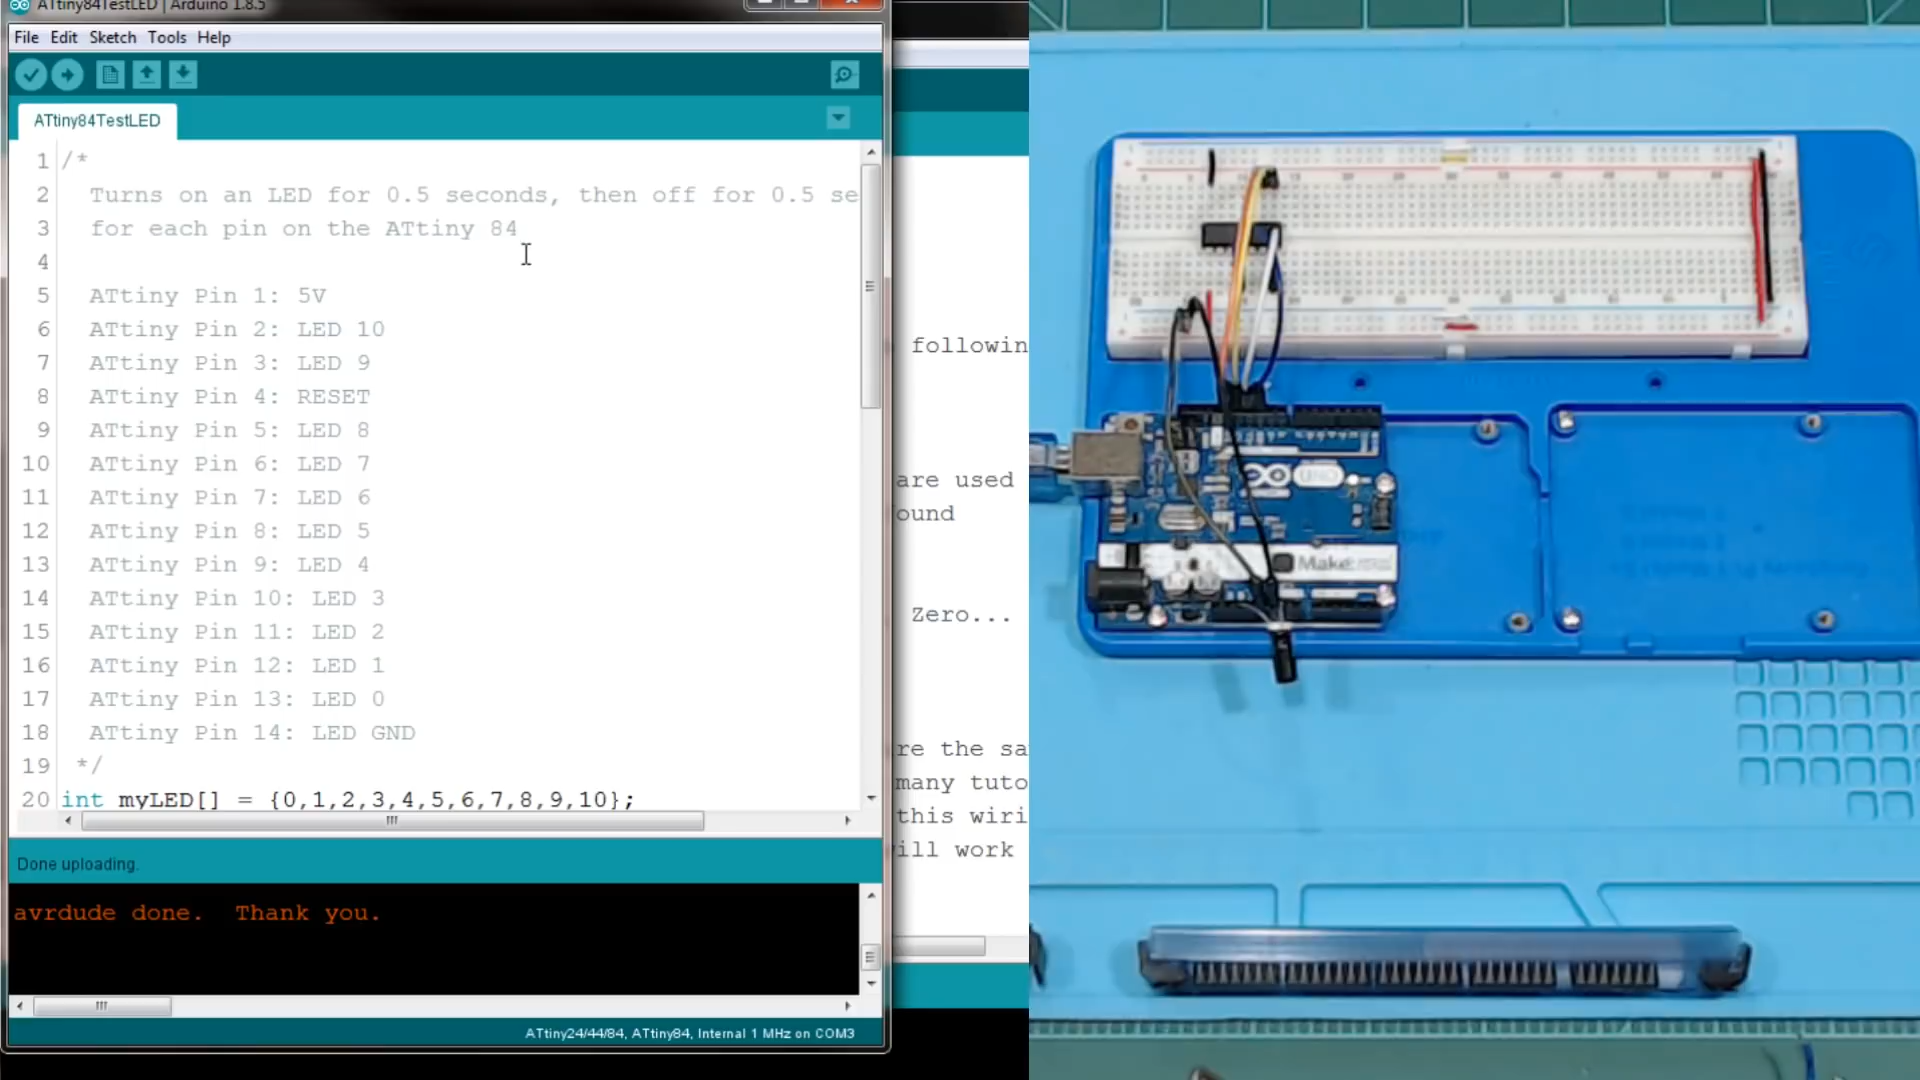 ATtiny84TestLED | Arduino 1.8.5
File Edit Sketch Tools Help
ATtiny84TestLED
1 /*
2 Turns on an LED for 0.5 seconds, then off for 0.5 se
3 for each pin on the ATtiny 84
4
5 ATtiny Pin 1: 5V
6 ATtiny Pin 2: LED 10
7 ATtiny Pin 3: LED 9
8 ATtiny Pin 4: RESET
9 ATtiny Pin 5: LED 8
10 ATtiny Pin 6: LED 7
11 ATtiny Pin 7: LED 6
12 ATtiny Pin 8: LED 5
13 ATtiny Pin 9: LED 4
14 ATtiny Pin 10: LED 3
15 ATtiny Pin 11: LED 2
16 ATtiny Pin 12: LED 1
17 ATtiny Pin 13: LED 0
18 ATtiny Pin 14: LED GND
19 */
20 int myLED[] = {0,1,2,3,4,5,6,7,8,9,10};
Done uploading.
avrdude done. Thank you.
ATtiny24/44/84, ATtiny84, Internal 1 MHz on COM3
followin
are used
ound
Zero...
re the sa
many tuto
this wiri
ill work
UNO
Make: